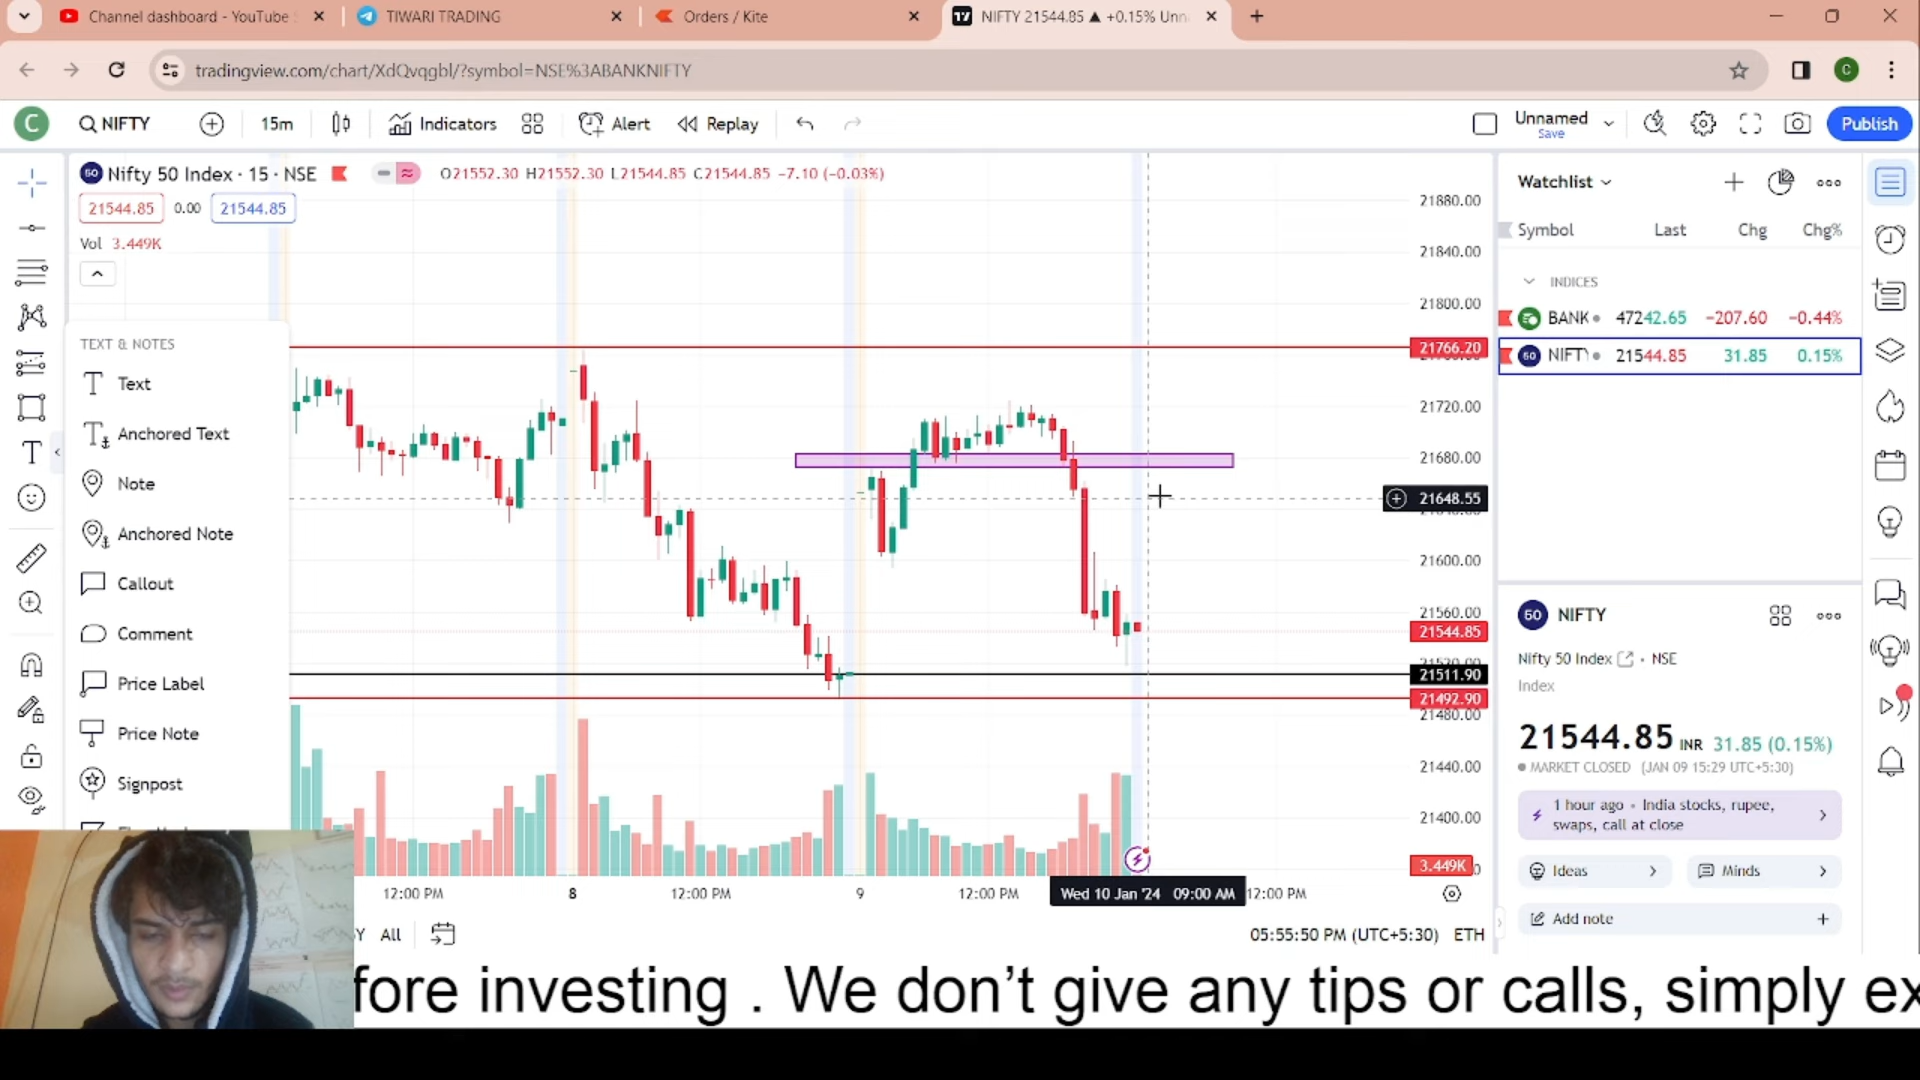 Channel dashboard - YouTube S
TIWARI TRADING
Orders / Kite
NIFTY 21544.85 ▲ +0.15% Unn
tradingview.com/chart/XdQvqgbl/?symbol=NSE%3ABANKNIFTY
C
C
NIFTY
15m
Indicators
Alert
Replay
Unnamed
Save
Publish
50 Nifty 50 Index · 15 · NSE
O21552.30 H21552.30 L21544.85 C21544.85 −7.10 (−0.03%)
21544.85 0.00 21544.85
Vol 3.449K
TEXT & NOTES
Text
Anchored Text
Note
Anchored Note
Callout
Comment
Price Label
Price Note
Signpost
21880.00
21840.00
21800.00
21766.20
21720.00
21680.00
21648.55
21600.00
21560.00
21544.85
21511.90
21492.90
21480.00
21440.00
21400.00
3.449K
12:00 PM
8
12:00 PM
9
12:00 PM
Wed 10 Jan '24 09:00 AM
12:00 PM
Y All
05:55:50 PM (UTC+5:30) ETH
Watchlist
Symbol Last Chg Chg%
INDICES
BANK 47242.65 −207.60 −0.44%
50 NIFTY 21544.85 31.85 0.15%
50 NIFTY
Nifty 50 Index · NSE
Index
21544.85 INR 31.85 (0.15%)
MARKET CLOSED (JAN 09 15:29 UTC+5:30)
1 hour ago · India stocks, rupee,
swaps, call at close
Ideas
Minds
Add note
fore investing . We don’t give any tips or calls, simply ex